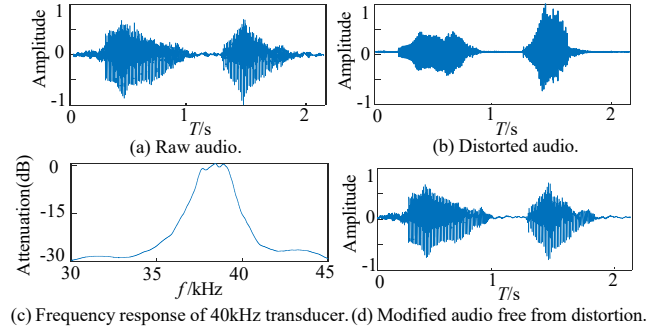 1
0
-1
Amplitude
0
1
2
T/s
(a) Raw audio.
1
0
-1
Amplitude
0
1
2
T/s
(b) Distorted audio.
0
-15
-30
Attenuation(dB)
30
35
40
45
f/kHz
(c) Frequency response of 40kHz transducer.
1
0
-1
Amplitude
0
1
2
T/s
(d) Modified audio free from distortion.